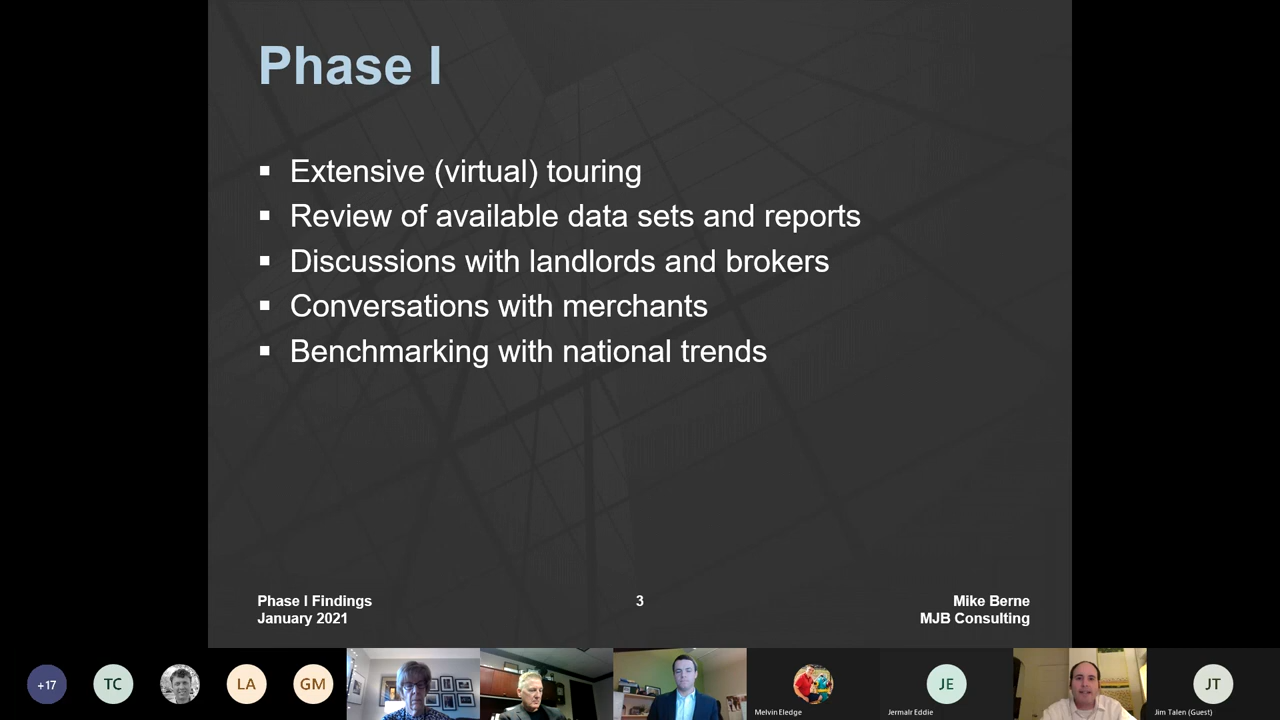 Phase I
Extensive (virtual) touring
Review of available data sets and reports
Discussions with landlords and brokers
Conversations with merchants
Benchmarking with national trends
Phase I Findings
January 2021
3
Mike Berne
MJB Consulting
+17
TC
LA
GM
Melvin Eledge
JE
Jermalr Eddie
JT
Jim Talen (Guest)